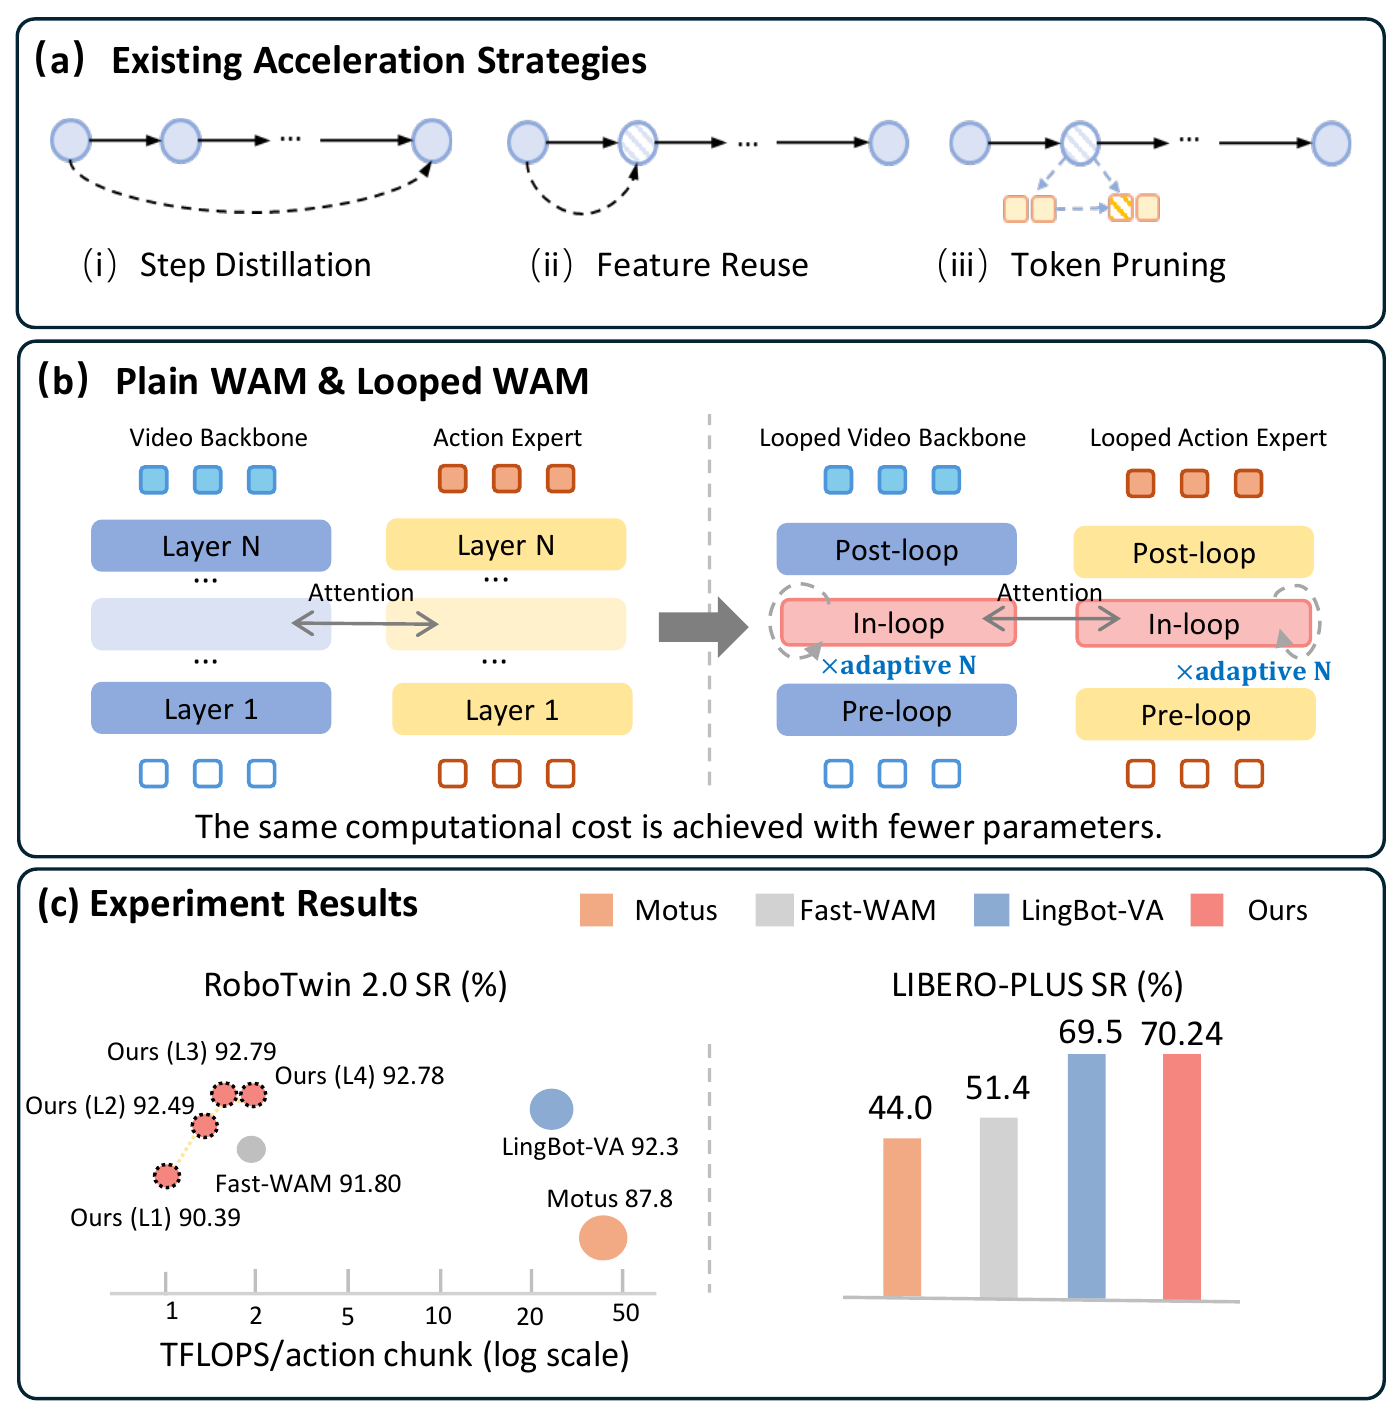 (a) Existing Acceleration Strategies
...
...
...
(i) Step Distillation
(ii) Feature Reuse
(iii) Token Pruning
(b) Plain WAM & Looped WAM
Video Backbone
Action Expert
Looped Video Backbone
Looped Action Expert
Layer N
Layer N
Post-loop
Post-loop
...
...
Attention
Attention
In-loop
In-loop
...
...
×adaptive N
×adaptive N
Layer 1
Layer 1
Pre-loop
Pre-loop
The same computational cost is achieved with fewer parameters.
(c) Experiment Results
Motus
Fast-WAM
LingBot-VA
Ours
RoboTwin 2.0 SR (%)
Ours (L3) 92.79
Ours (L4) 92.78
Ours (L2) 92.49
LingBot-VA 92.3
Fast-WAM 91.80
Motus 87.8
Ours (L1) 90.39
1
2
5
10
20
50
TFLOPS/action chunk (log scale)
LIBERO-PLUS SR (%)
44.0
51.4
69.5
70.24